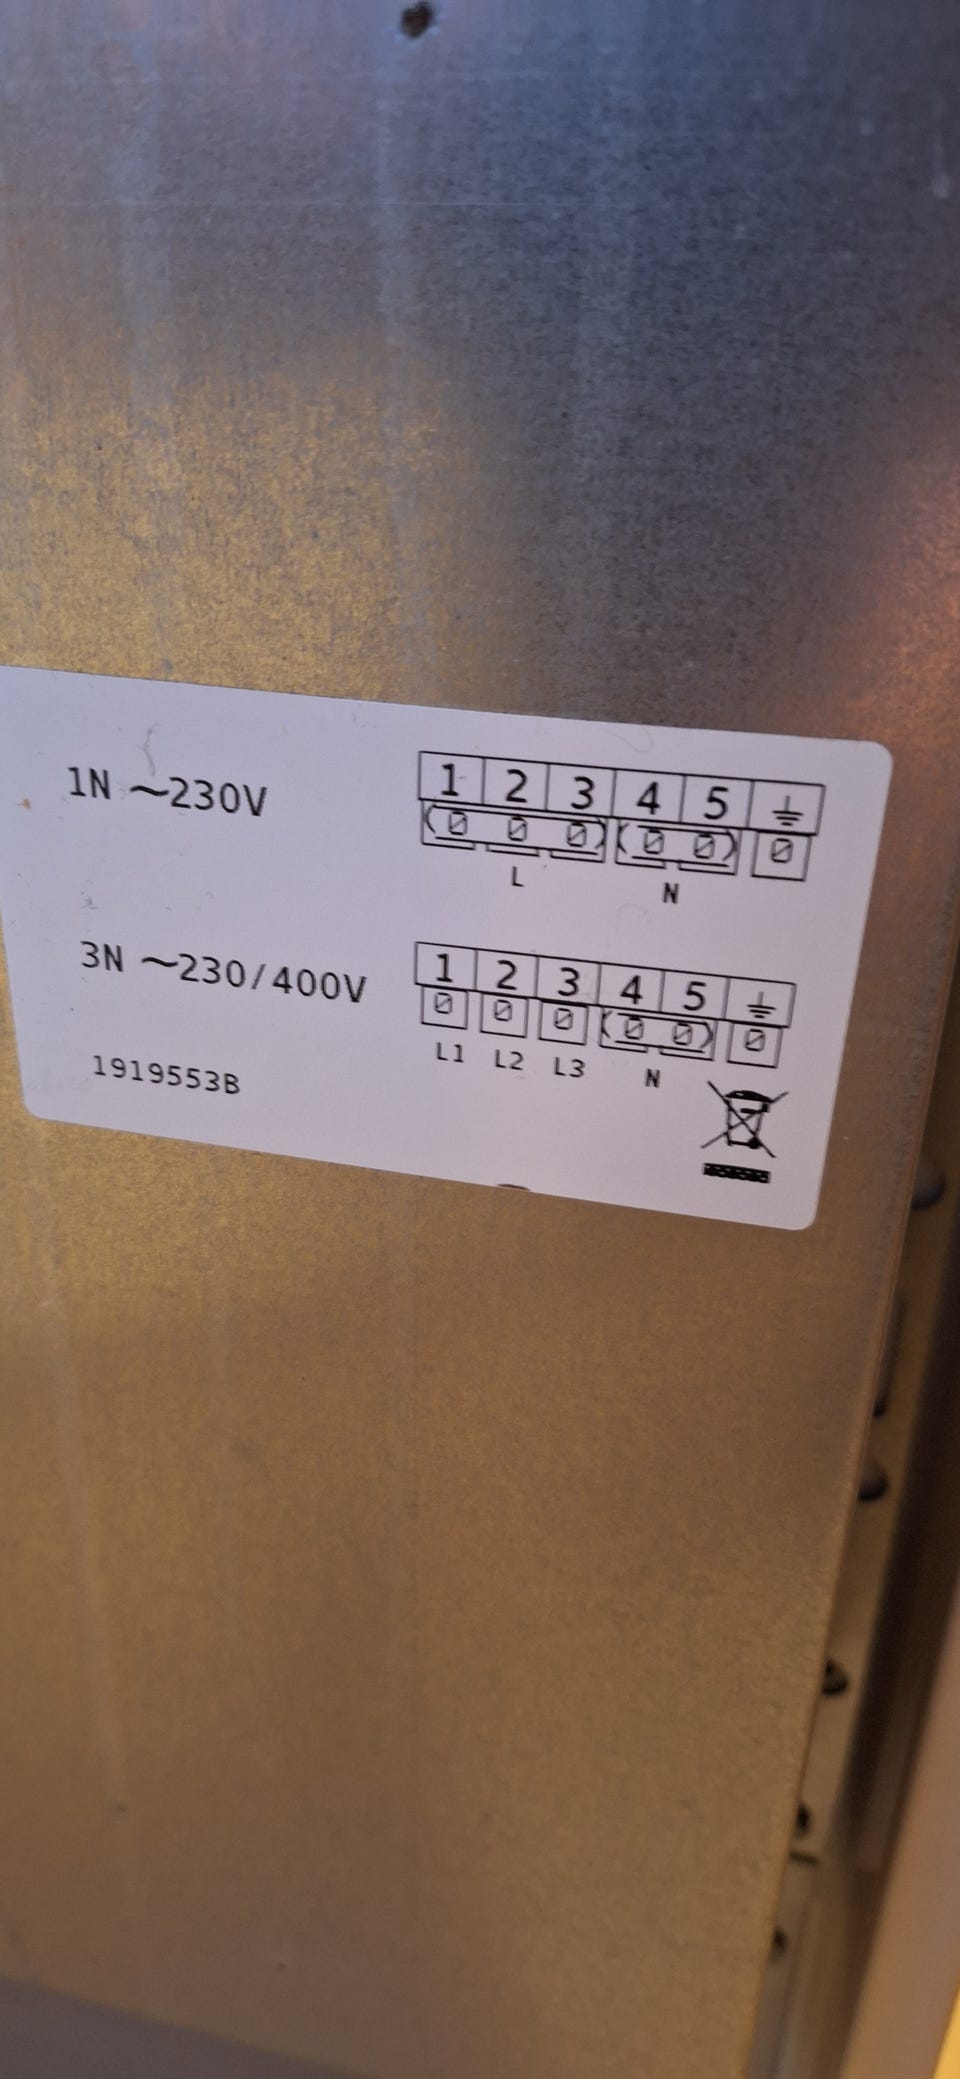 1N ~230V
1 2 3 4 5 ⏚
L N
3N ~230/400V
1 2 3 4 5 ⏚
L1 L2 L3 N
1919553B